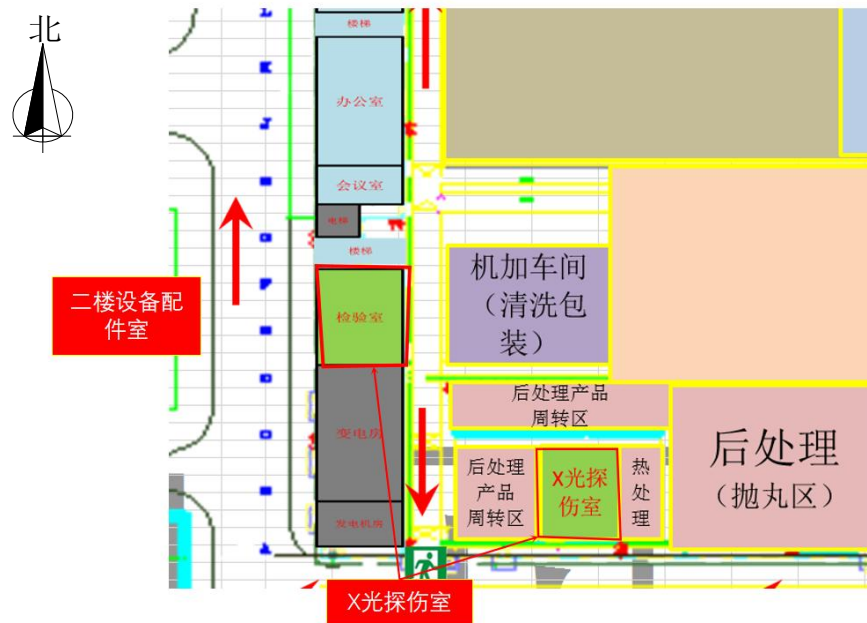 北
楼梯
办公室
会议室
电梯
楼梯
检验室
变电房
发电机房
二楼设备配
件室
机加车间
（清洗包
装）
后处理产品
周转区
后处理
产品
周转区
X光探
伤室
热
处
理
后处理
（抛丸区）
X光探伤室